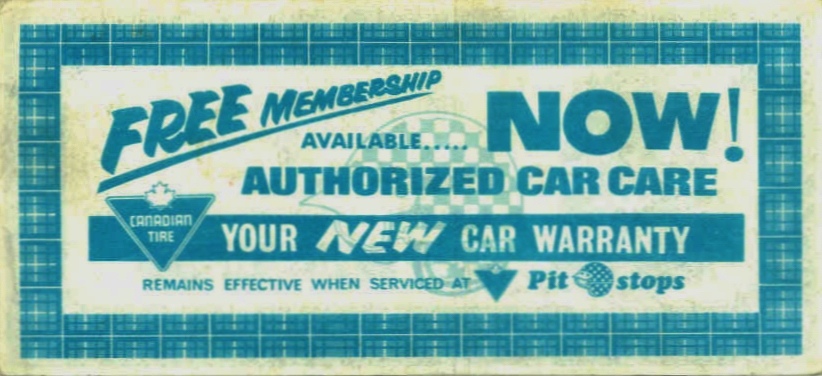 FREE MEMBERSHIP
AVAILABLE..... NOW!
AUTHORIZED CAR CARE
CANADIAN
TIRE
YOUR NEW CAR WARRANTY
REMAINS EFFECTIVE WHEN SERVICED AT Pit stops